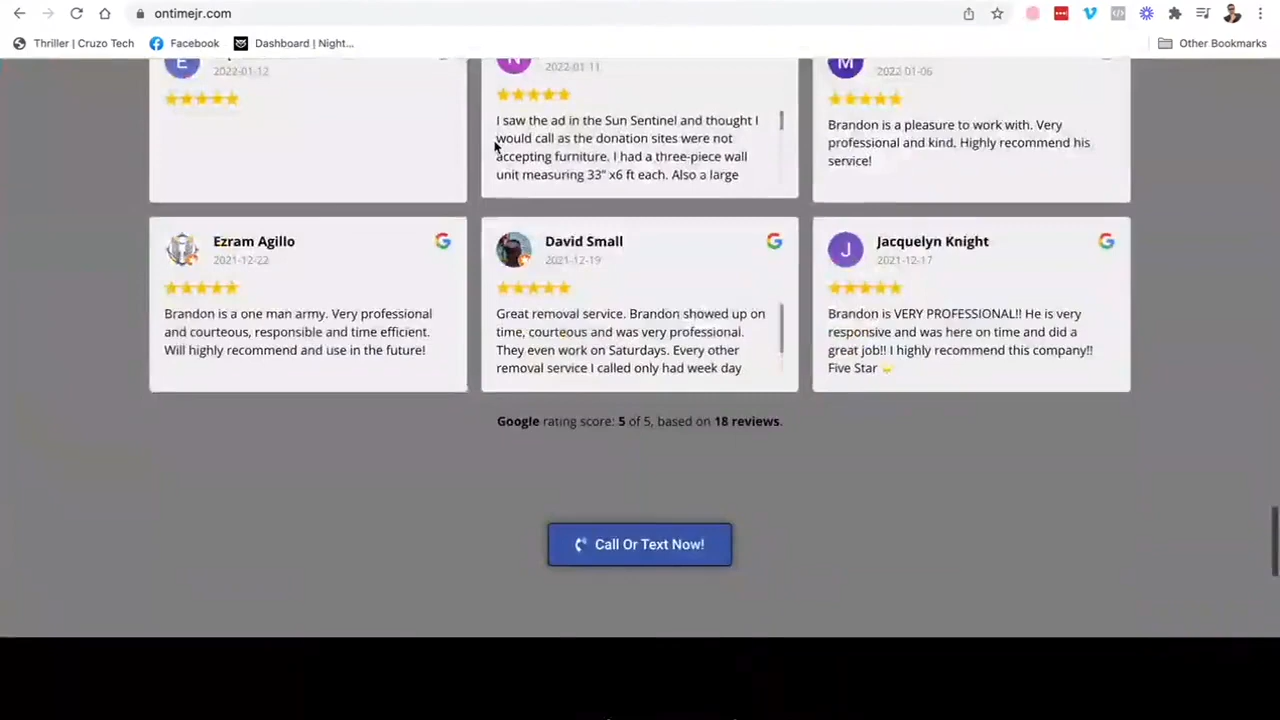 ontimejr.com
Thriller | Cruzo Tech
Facebook
Dashboard | Night...
Other Bookmarks
E
2022-01-12
2022-01-11
I saw the ad in the Sun Sentinel and thought I
would call as the donation sites were not
accepting furniture. I had a three-piece wall
unit measuring 33" x6 ft each. Also a large
M
2022-01-06
Brandon is a pleasure to work with. Very
professional and kind. Highly recommend his
service!
Ezram Agillo
2021-12-22
Brandon is a one man army. Very professional
and courteous, responsible and time efficient.
Will highly recommend and use in the future!
David Small
2021-12-19
Great removal service. Brandon showed up on
time, courteous and was very professional.
They even work on Saturdays. Every other
removal service I called only had week day
J
Jacquelyn Knight
2021-12-17
Brandon is VERY PROFESSIONAL!! He is very
responsive and was here on time and did a
great job!! I highly recommend this company!!
Five Star
Google rating score: 5 of 5, based on 18 reviews.
Call Or Text Now!